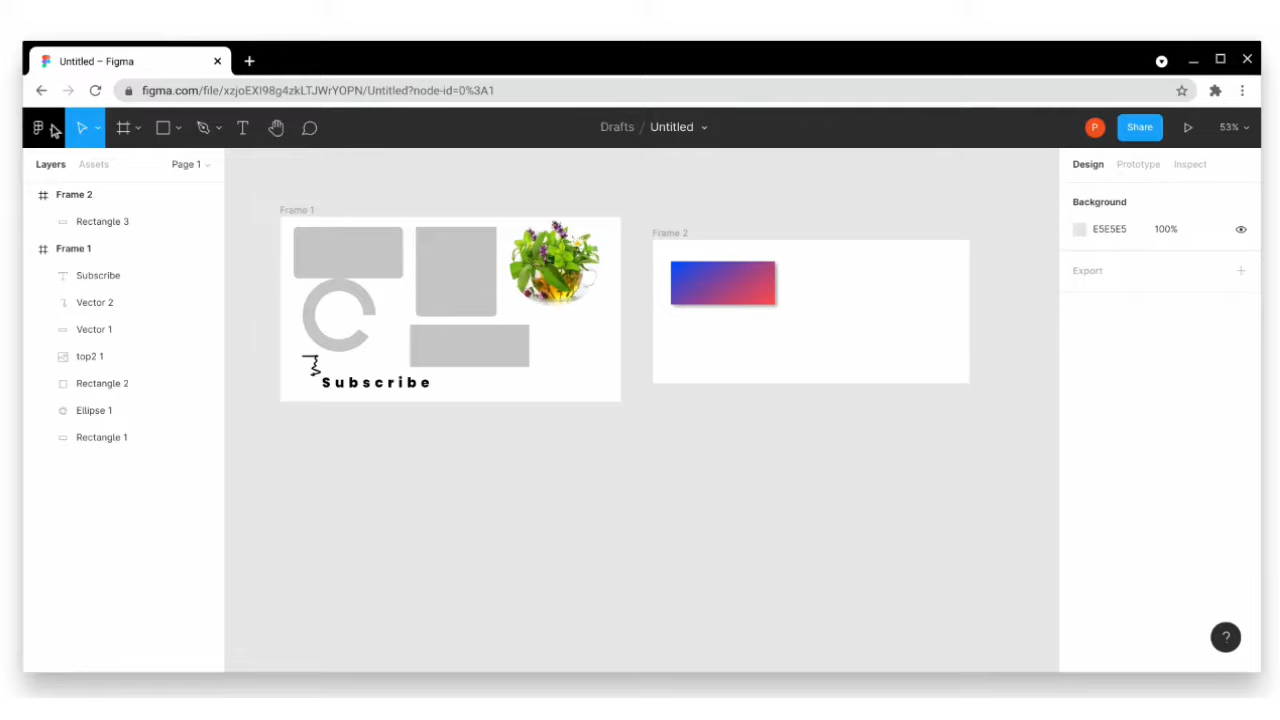 Untitled – Figma
figma.com/file/xzjoEXI98g4zkLTJWrYOPN/Untitled?node-id=0%3A1
Drafts / Untitled
P
Share
53%
Layers
Assets
Page 1
Frame 2
Rectangle 3
Frame 1
Subscribe
Vector 2
Vector 1
top2 1
Rectangle 2
Ellipse 1
Rectangle 1
Frame 1
Subscribe
Frame 2
Design
Prototype
Inspect
Background
E5E5E5
100%
Export
?